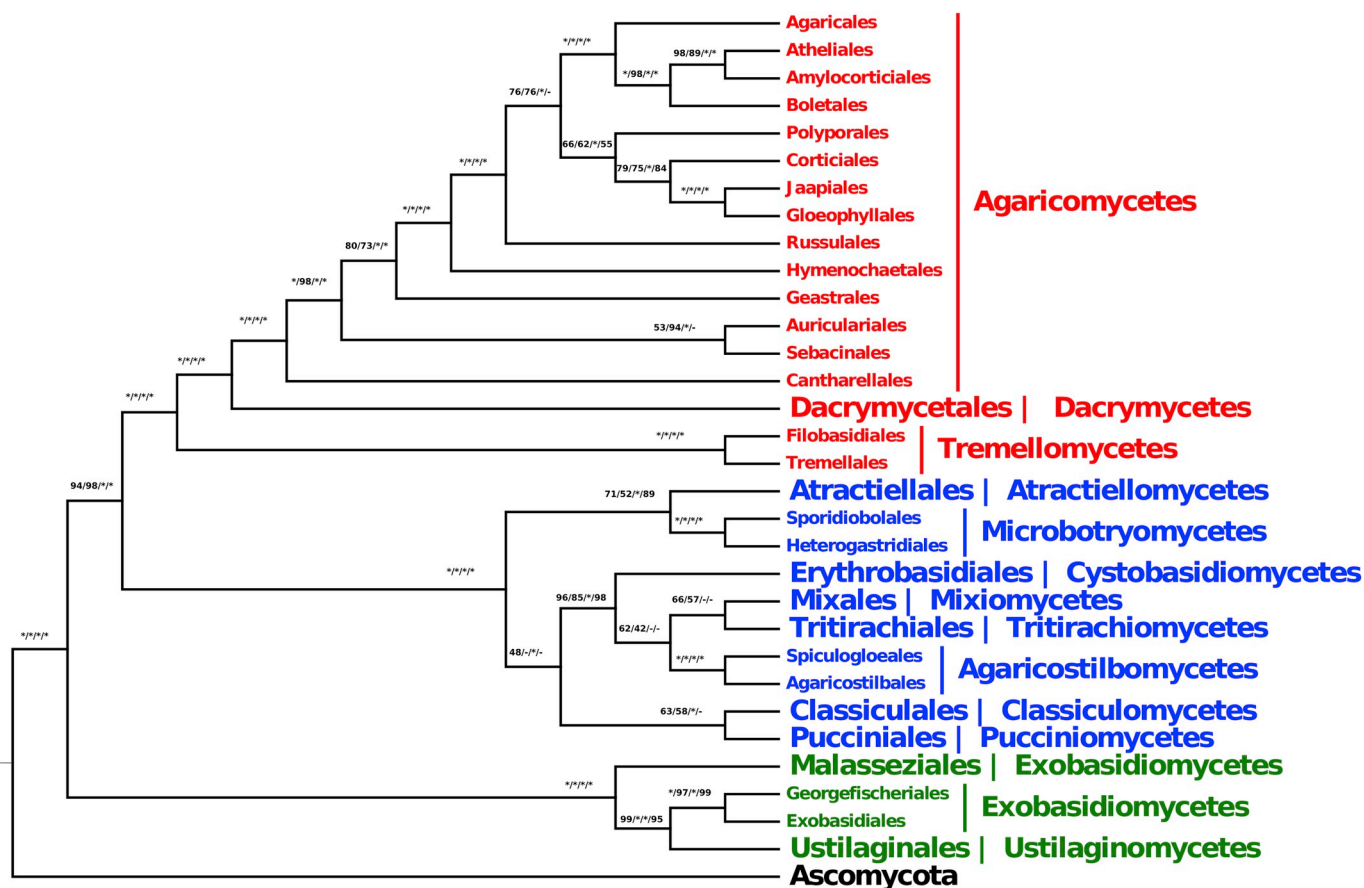 Agaricales
*/*/*/*
Atheliales
98/89/*/*
*/98/*/*
Amylocorticiales
76/76/*/-
Boletales
Polyporales
66/62/*/55
Corticiales
*/*/*/*
79/75/*/84
Jaapiales
*/*/*/*
Agaricomycetes
*/*/*/*
Gloeophyllales
80/73/*/*
Russulales
Hymenochaetales
*/98/*/*
Geastrales
*/*/*/*
Auriculariales
53/94/*/-
Sebacinales
*/*/*/*
Cantharellales
*/*/*/*
Dacrymycetales | Dacrymycetes
*/*/*/*
Filobasidiales
Tremellomycetes
Tremellales
94/98/*/*
71/52/*/89
Atractiellales | Atractiellomycetes
*/*/*/*
Sporidiobolales
Microbotryomycetes
Heterogastridiales
*/*/*/*
Erythrobasidiales | Cystobasidiomycetes
96/85/*/98
66/57/-/-
Mixales | Mixiomycetes
62/42/-/-
Tritirachiales | Tritirachiomycetes
*/*/*/*
48/-/*/-
*/*/*/*
Spiculogloeales
Agaricostilbomycetes
Agaricostilbales
63/58/*/-
Classiculales | Classiculomycetes
Pucciniales | Pucciniomycetes
Malasseziales | Exobasidiomycetes
*/*/*/*
*/97/*/99
Georgefischeriales
Exobasidiomycetes
99/*/*/95
Exobasidiales
Ustilaginales | Ustilaginomycetes
Ascomycota